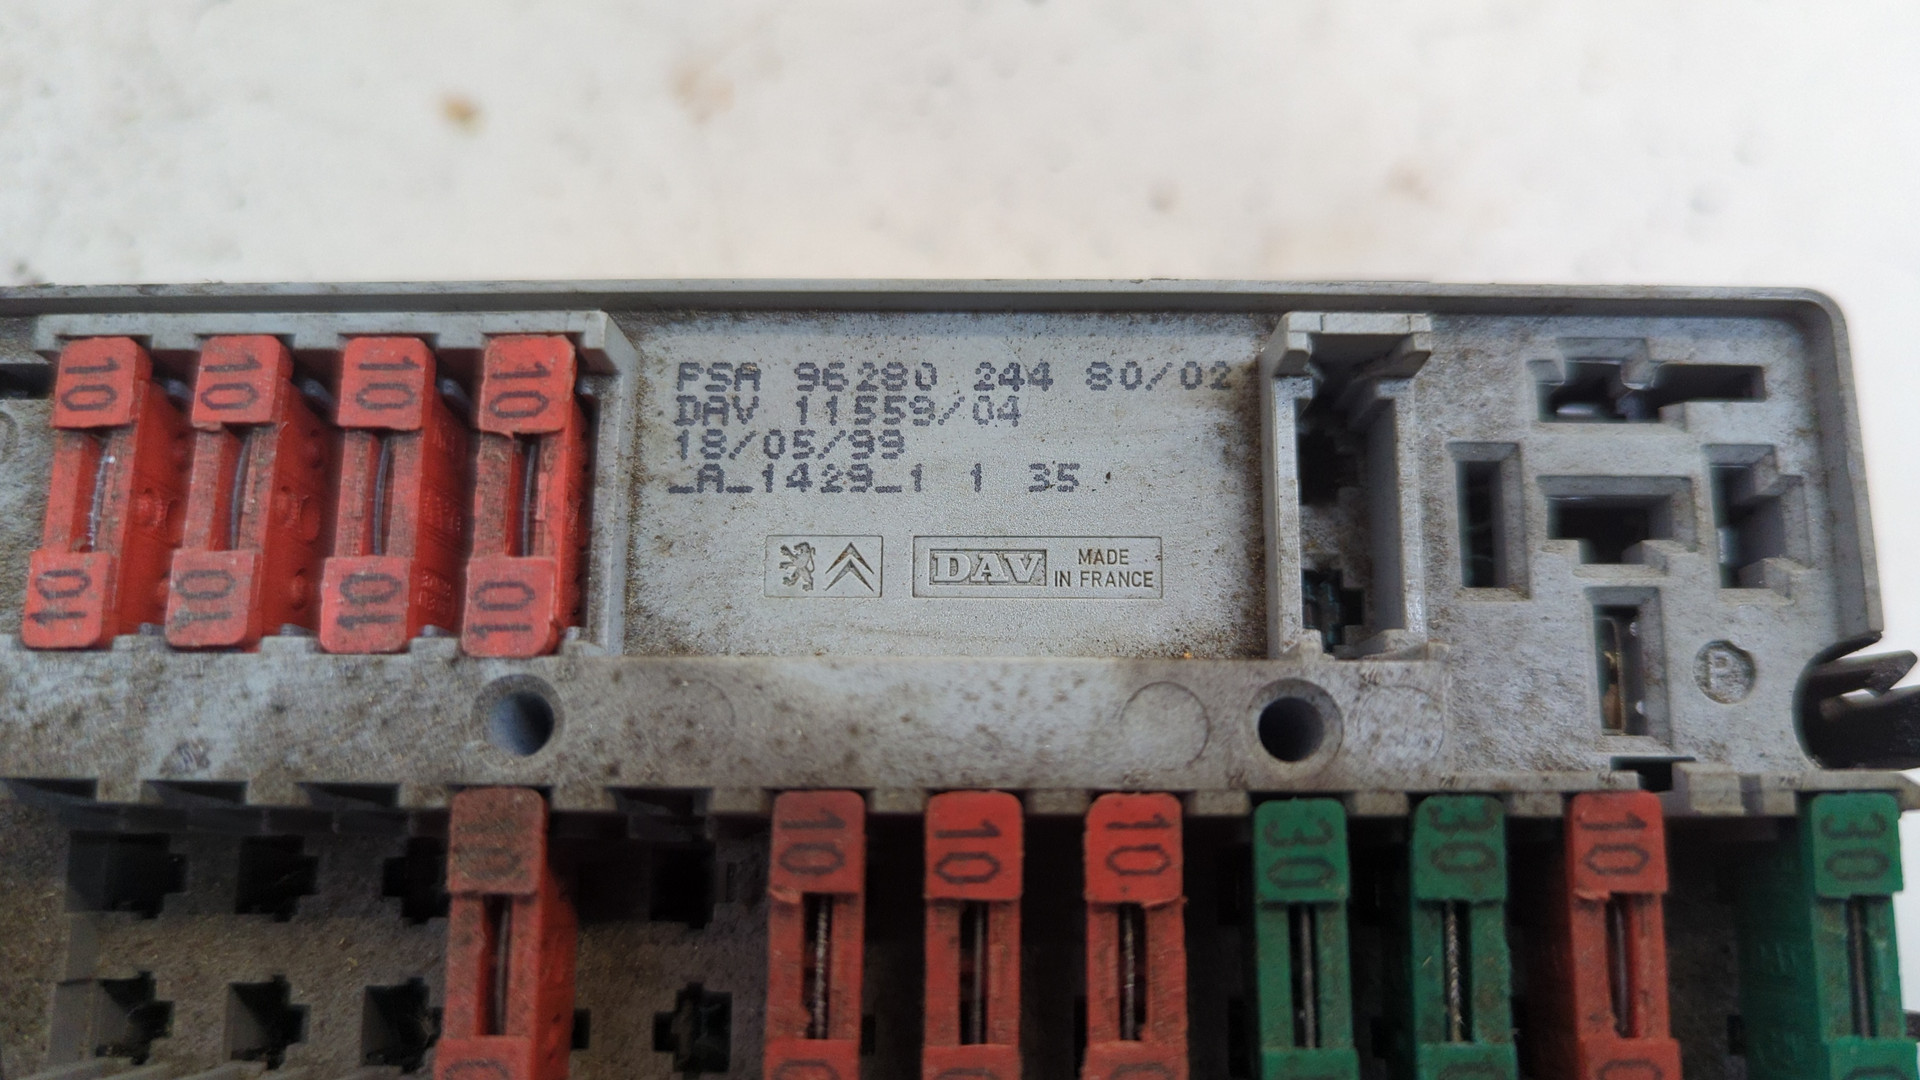 10 10 10 10
PSA 96280 244 80/02
DAV 11559/04
18/05/99
_A_1429_1 1 35
10 10 10 10
DAV MADE
IN FRANCE
P
10 10 10 10 30 30 10 30